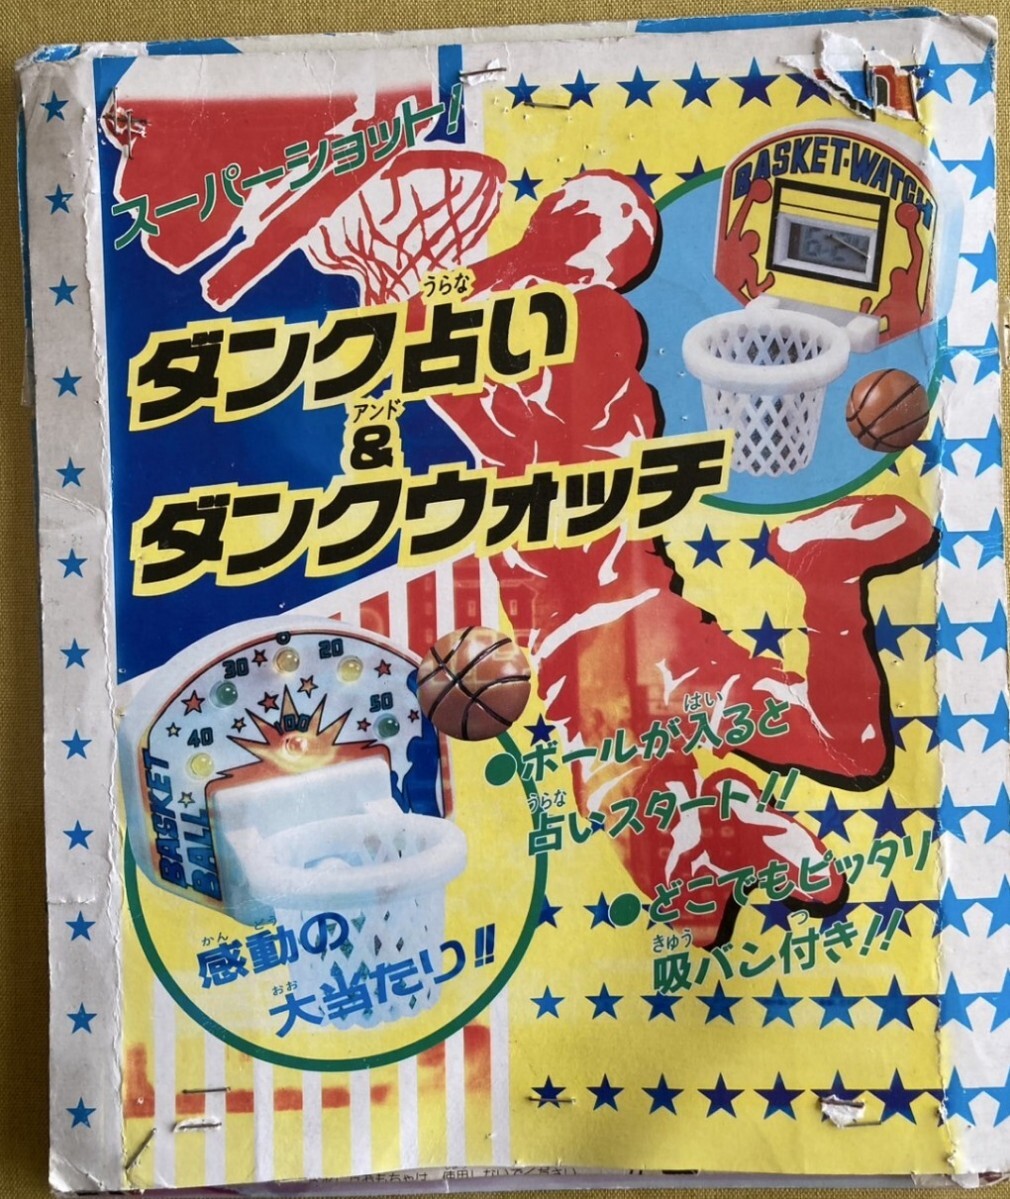 スーパーショット!
BASKET・WATCH
うらな
ダンク占い
アンド
&
ダンクウォッチ
30
20
40
100
50
BASKET
BALL
はい
●ボールが入ると
うらな
占いスタート!!
●どこでもピッタリ
きゅう
つ
吸バン付き!!
かん
どう
感動の
おお
大当たり!!